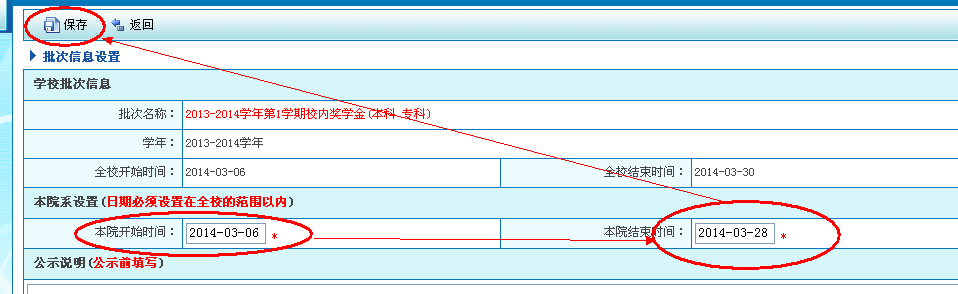 保存 返回
批次信息设置
学校批次信息
批次名称： 2013-2014学年第1学期校内奖学金(本科 专科)
学年： 2013-2014学年
全校开始时间： 2014-03-06 全校结束时间： 2014-03-30
本院系设置(日期必须设置在全校的范围以内)
本院开始时间： 2014-03-06 * 本院结束时间： 2014-03-28 *
公示说明(公示前填写)